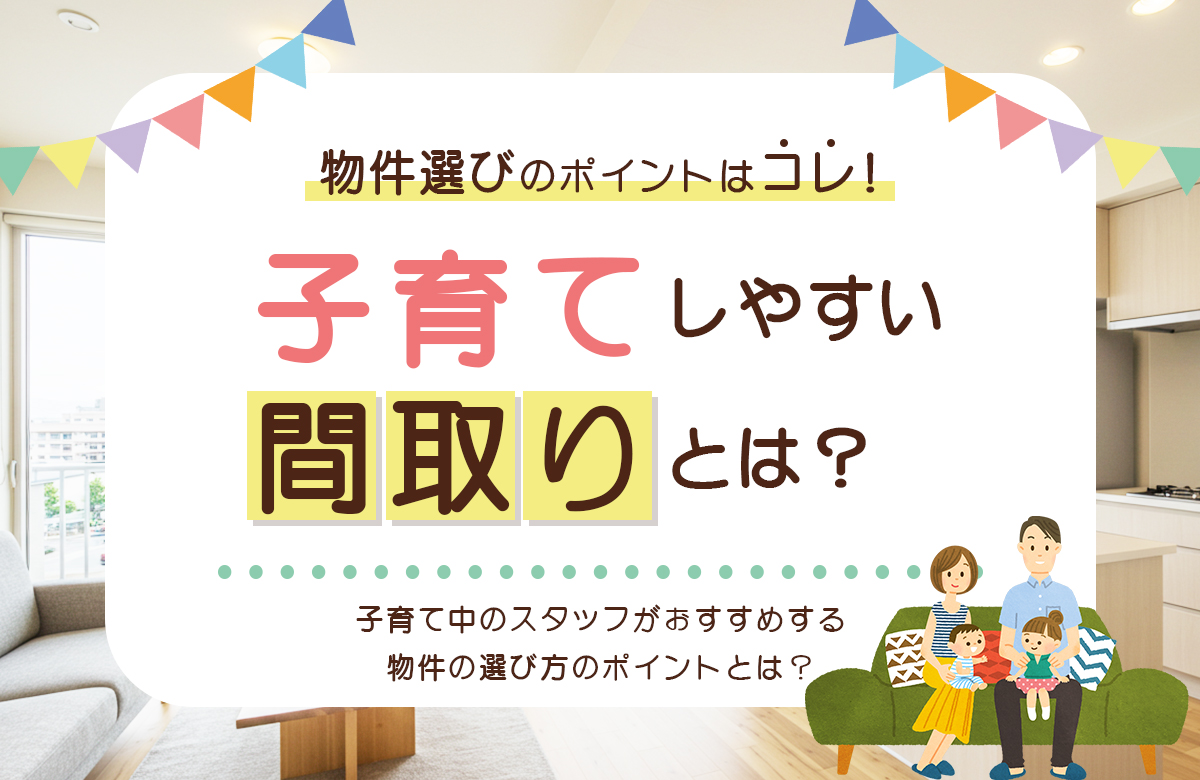 物件選びのポイントはコレ！
子育てしやすい
間取りとは？
子育て中のスタッフがおすすめする
物件の選び方のポイントとは？